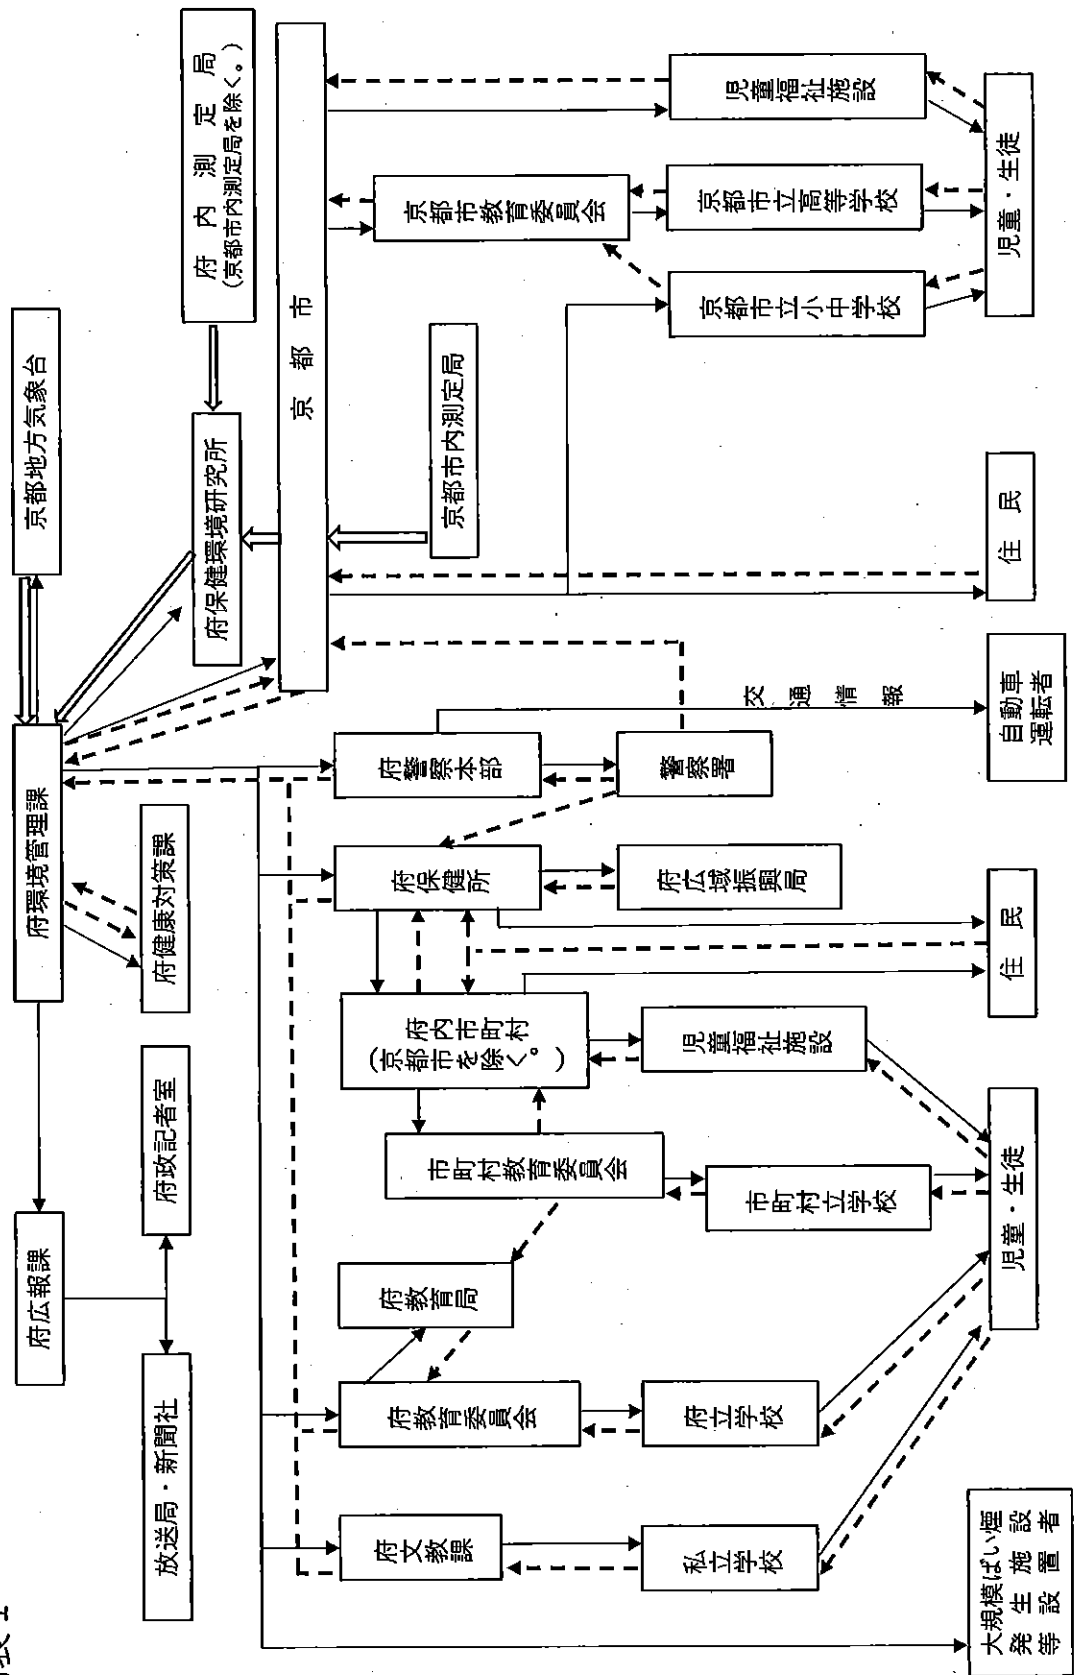 表1
府広報課
府環境管理課
京都地方気象台
放送局・新聞社
府政記者室
府健康対策課
府保健環境研究所
府内測定局
(京都市内測定局を除く。)
京都市
府文教課
府教育委員会
府教育局
市町村教育委員会
府内市町村
(京都市を除く。)
府保健所
府警察本部
京都市内測定局
京都市教育委員会
私立学校
府立学校
市町村立学校
児童福祉施設
府広域振興局
警察署
交通情報
京都市立小中学校
京都市立高等学校
児童福祉施設
大規模ばい煙
発生施設
等設置者
児童・生徒
住民
自動車
運転者
住民
児童・生徒